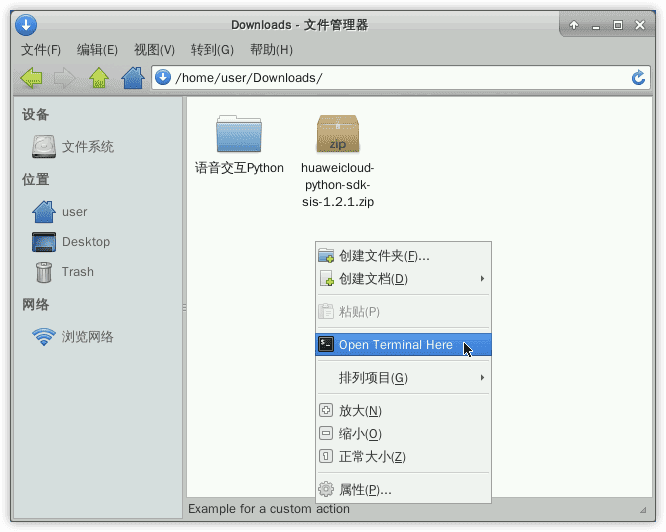 Downloads - 文件管理器
文件(F) 编辑(E) 视图(V) 转到(G) 帮助(H)
/home/user/Downloads/
设备
文件系统
位置
user
Desktop
Trash
网络
浏览网络
语音交互Python
huaweicloud-
python-sdk-
sis-1.2.1.zip
zip
创建文件夹(F)...
创建文档(D)
粘贴(P)
$_
Open Terminal Here
排列项目(G)
放大(N)
缩小(O)
正常大小(Z)
属性(P)...
Example for a custom action